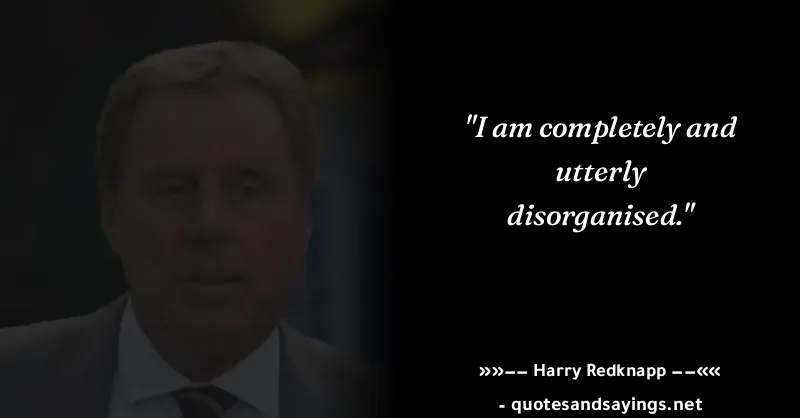 "I am completely and
utterly
disorganised."
»»–– Harry Redknapp ––««
- quotesandsayings.net